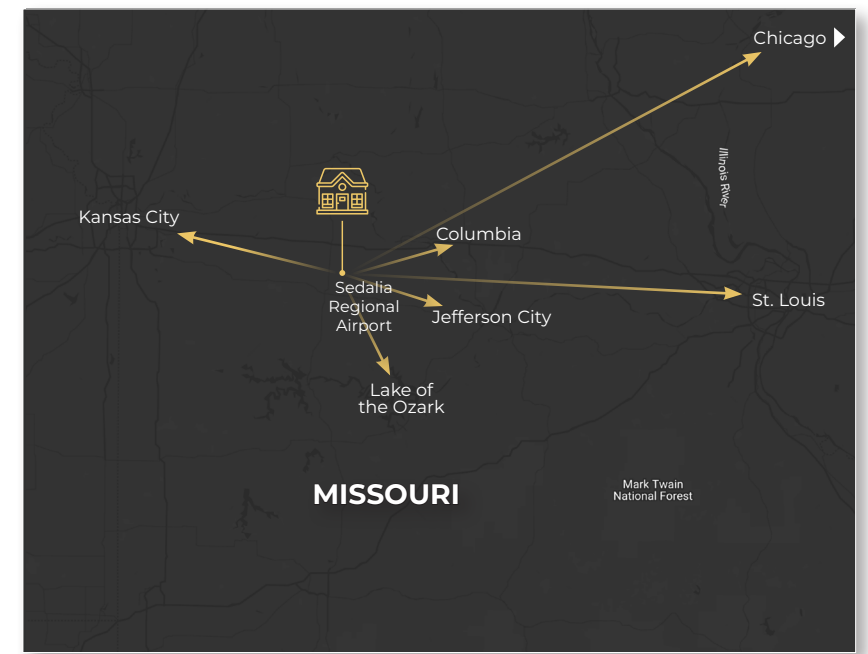 Chicago
Illinois River
Kansas City
Columbia
Sedalia
Regional
Airport
St. Louis
Jefferson City
Lake of
the Ozark
MISSOURI
Mark Twain
National Forest